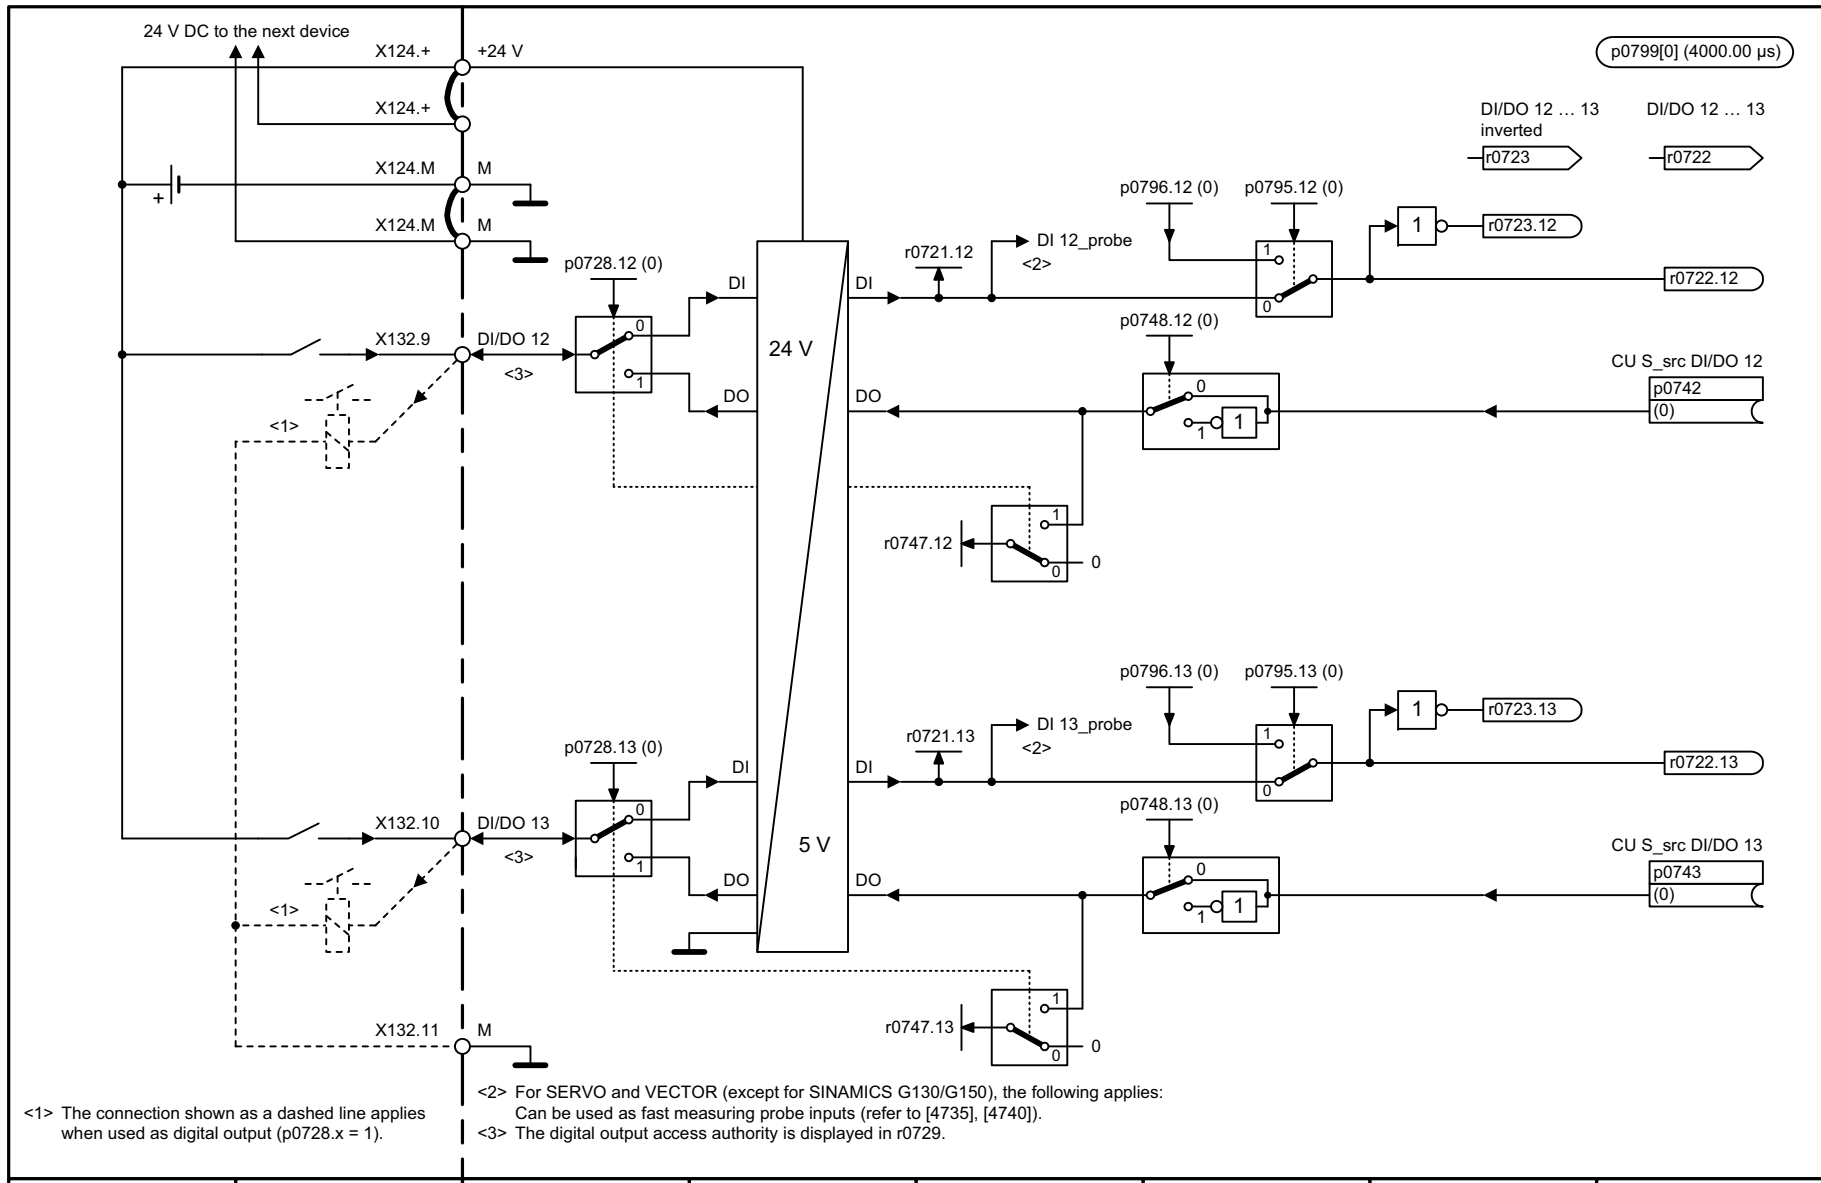 24 V DC to the next device
X124.+
+24 V
p0799[0] (4000.00 µs)
X124.+
DI/DO 12 … 13
inverted
DI/DO 12 … 13
r0723
r0722
X124.M
M
+
X124.M
M
p0796.12 (0)
p0795.12 (0)
1
r0723.12
DI 12_probe
<2>
r0721.12
1
0
r0722.12
p0728.12 (0)
DI
DI
0
1
X132.9
DI/DO 12
<3>
24 V
p0748.12 (0)
CU S_src DI/DO 12
p0742
(0)
DO
DO
0
1
1
<1>
r0747.12
1
0
0
p0796.13 (0)
p0795.13 (0)
1
r0723.13
DI 13_probe
<2>
r0721.13
1
0
r0722.13
p0728.13 (0)
DI
DI
0
1
X132.10
DI/DO 13
<3>
5 V
p0748.13 (0)
CU S_src DI/DO 13
p0743
(0)
DO
DO
0
1
1
<1>
r0747.13
1
0
0
X132.11
M
<1> The connection shown as a dashed line applies
when used as digital output (p0728.x = 1).
<2> For SERVO and VECTOR (except for SINAMICS G130/G150), the following applies:
Can be used as fast measuring probe inputs (refer to [4735], [4740]).
<3> The digital output access authority is displayed in r0729.